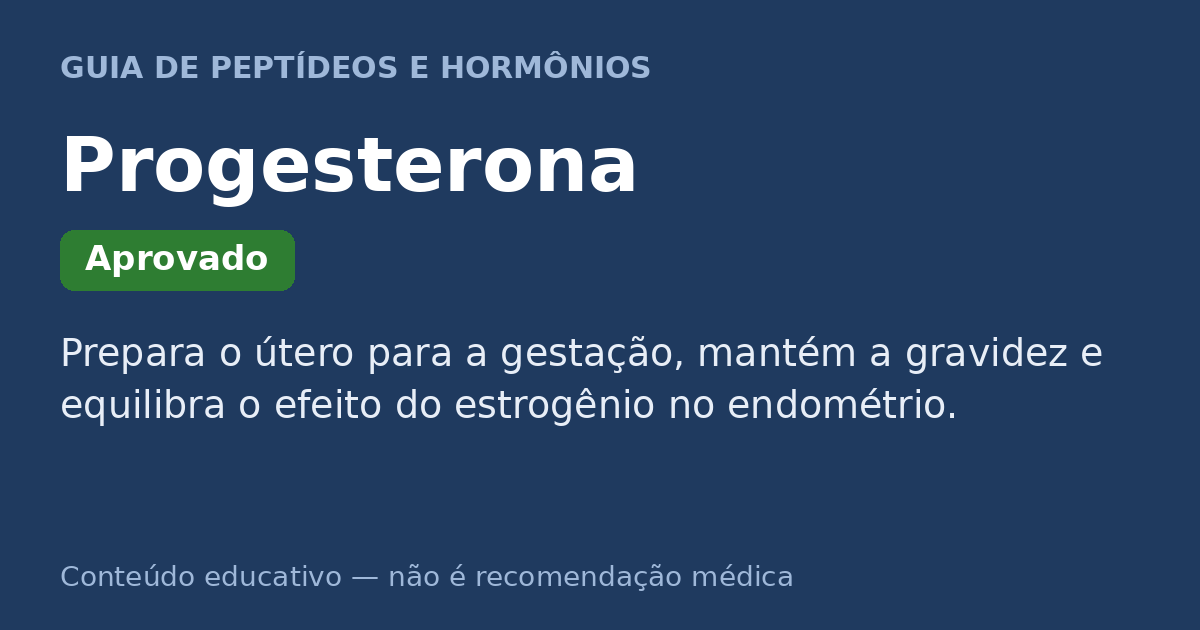 GUIA DE PEPTÍDEOS E HORMÔNIOS
Progesterona
Aprovado
Prepara o útero para a gestação, mantém a gravidez e
equilibra o efeito do estrogênio no endométrio.
Conteúdo educativo — não é recomendação médica